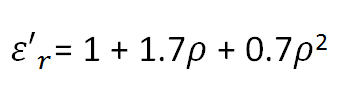 ε′ᵣ= 1 + 1.7ρ + 0.7ρ²